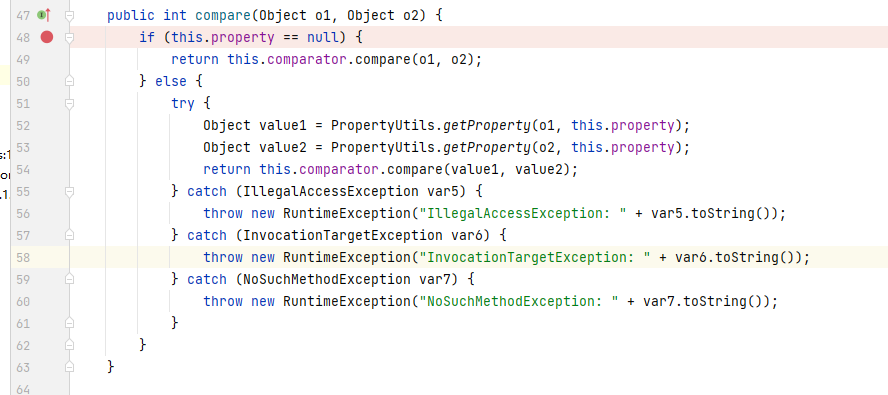 47 public int compare(Object o1, Object o2) {
48 if (this.property == null) {
49 return this.comparator.compare(o1, o2);
50 } else {
51 try {
52 Object value1 = PropertyUtils.getProperty(o1, this.property);
53 Object value2 = PropertyUtils.getProperty(o2, this.property);
54 return this.comparator.compare(value1, value2);
55 } catch (IllegalAccessException var5) {
56 throw new RuntimeException("IllegalAccessException: " + var5.toString());
57 } catch (InvocationTargetException var6) {
58 throw new RuntimeException("InvocationTargetException: " + var6.toString());
59 } catch (NoSuchMethodException var7) {
60 throw new RuntimeException("NoSuchMethodException: " + var7.toString());
61 }
62 }
63 }
64